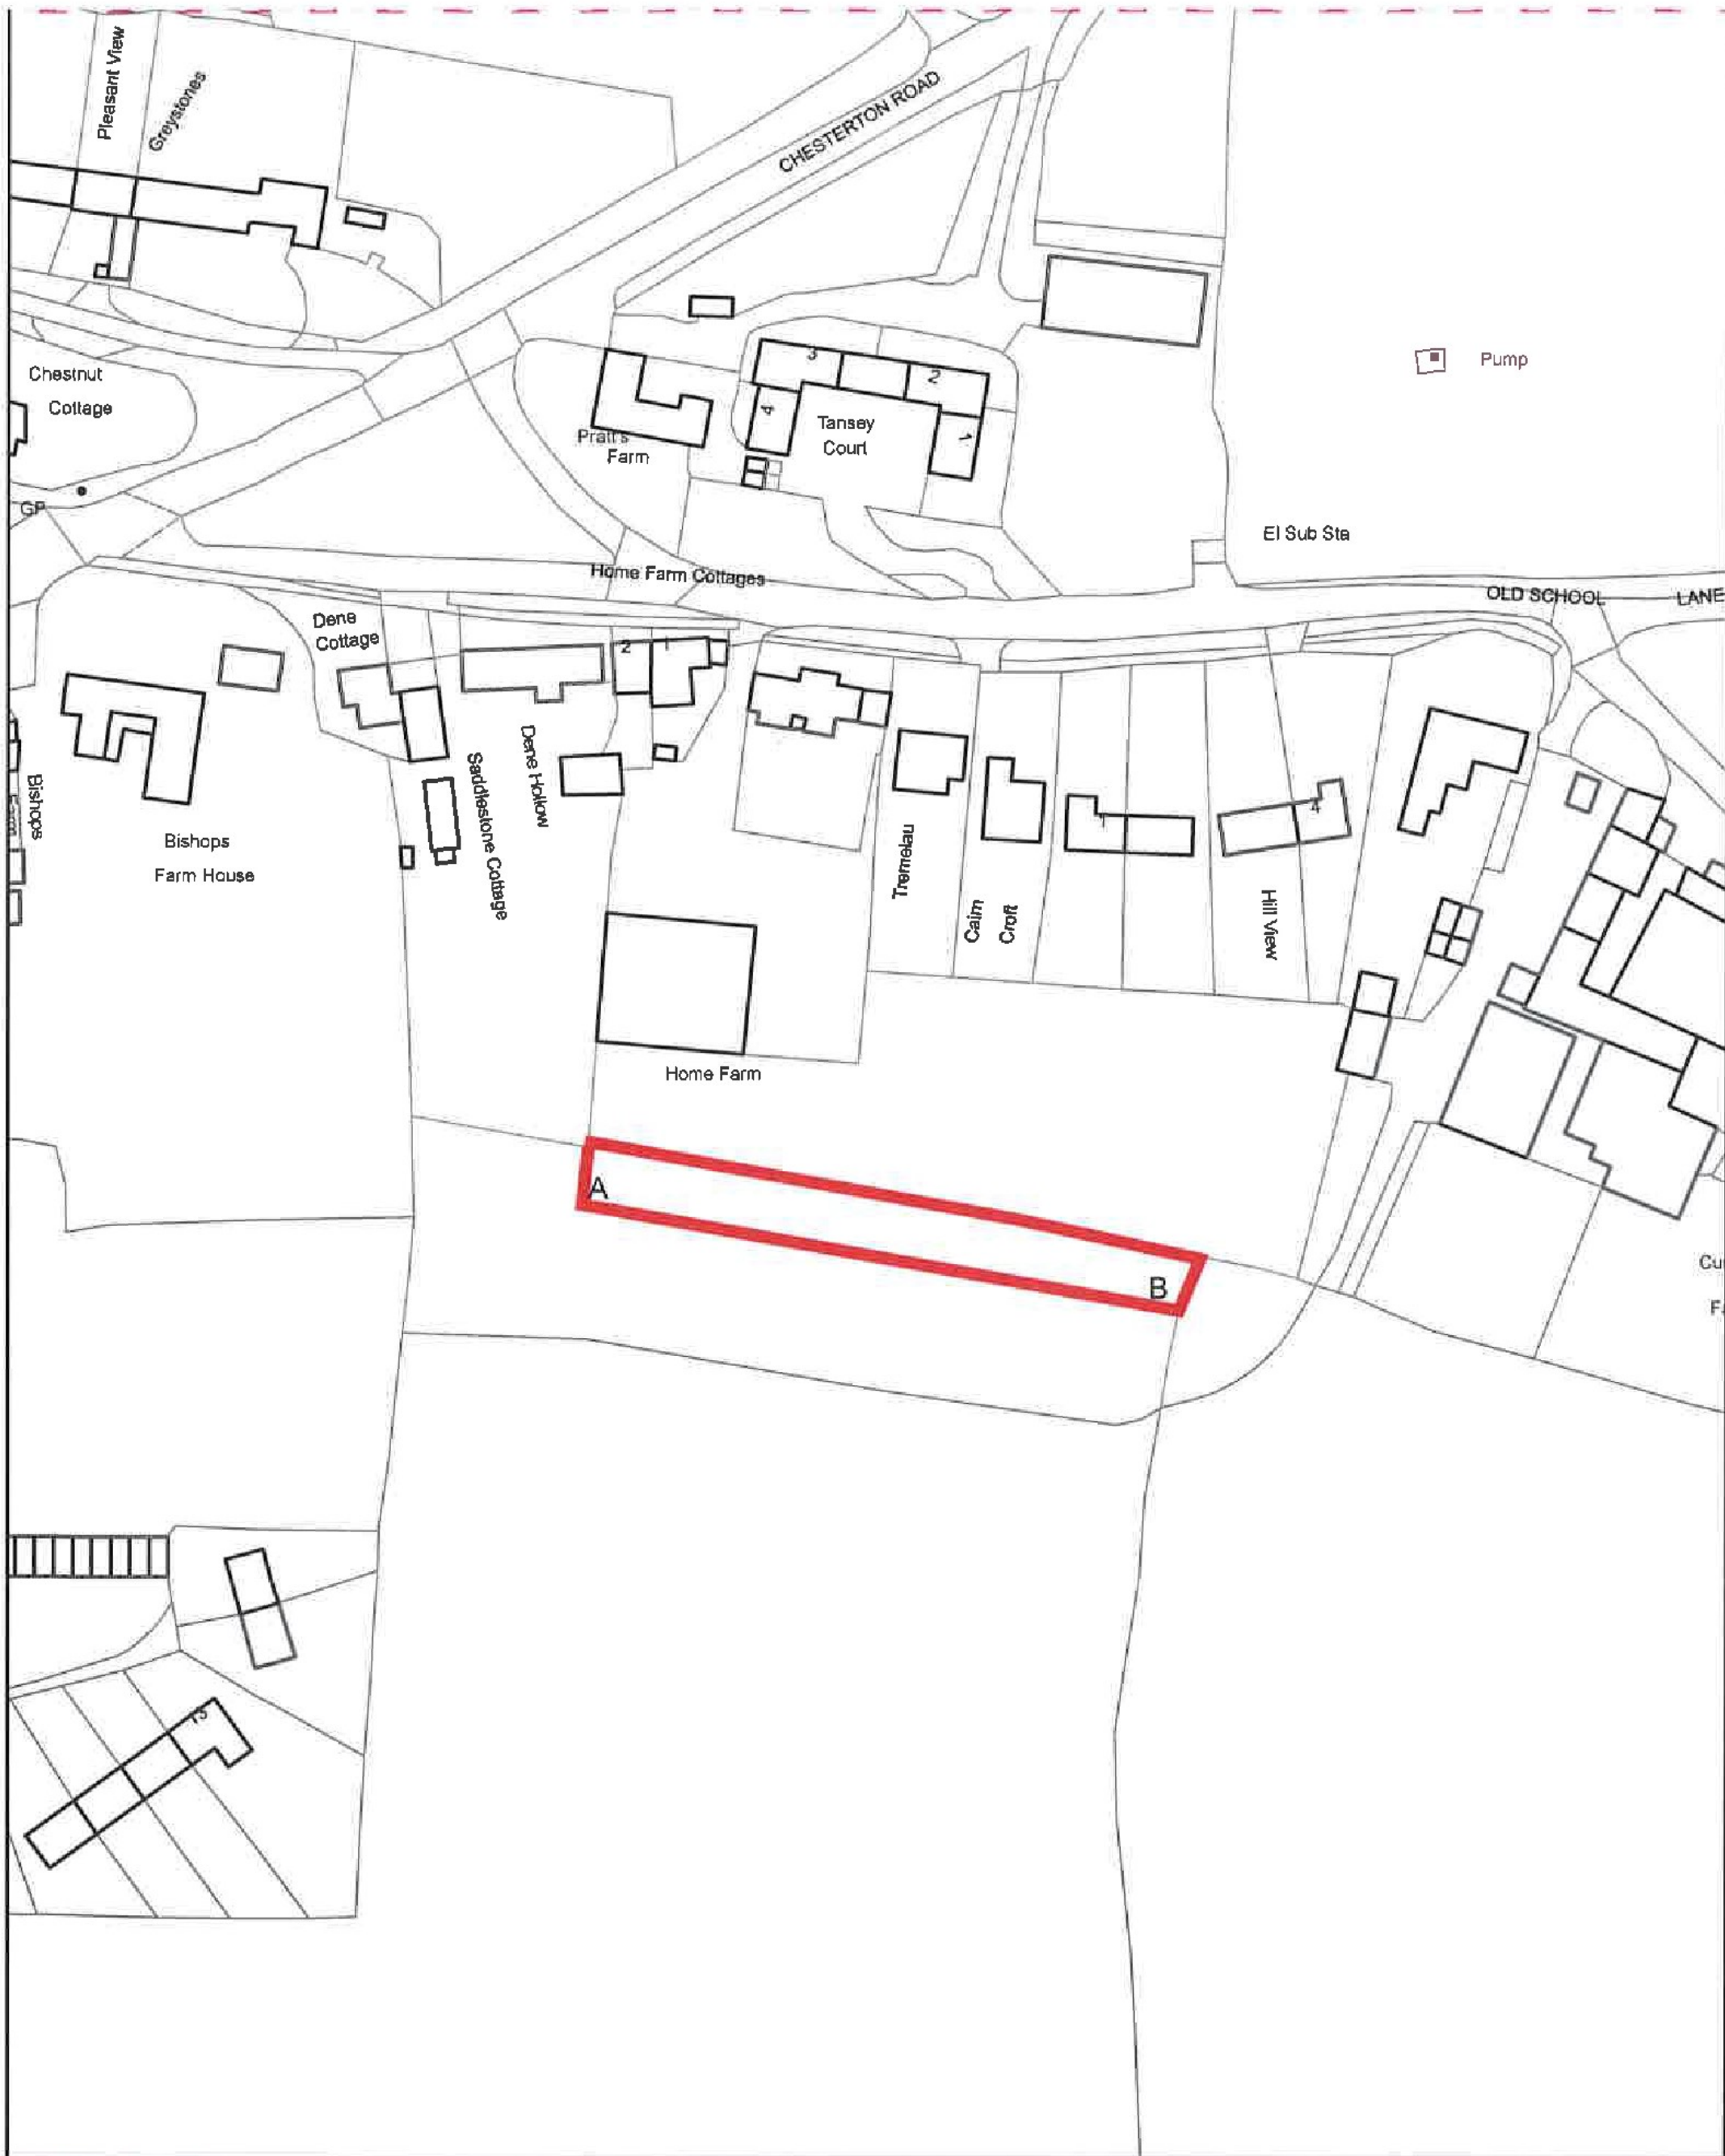 Pleasant View
Greystones
CHESTERTON ROAD
Chestnut
Cottage
GP
3
2
4
1
Tansey
Court
Pratt's
Farm
Pump
El Sub Sta
Home Farm Cottages
OLD SCHOOL LANE
Dene
Cottage
2
1
Dene Hollow
Saddlestone Cottage
Bishops
Bishops
Farm House
Tremelau
Cairn
Croft
1
4
Hill View
Home Farm
A
B
13